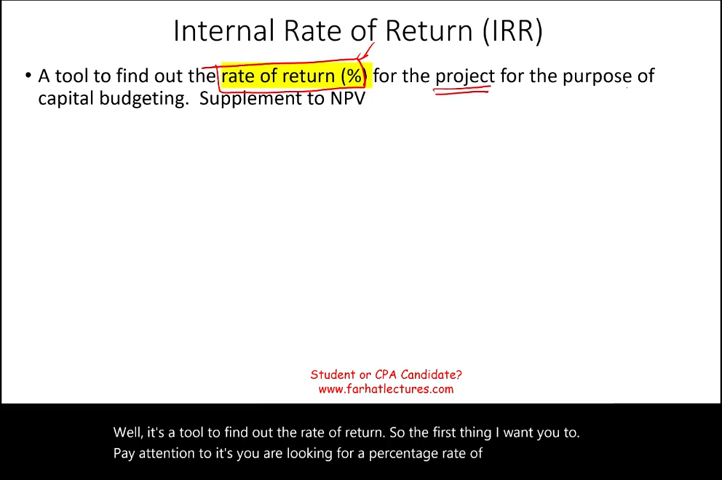 Internal Rate of Return (IRR)
• A tool to find out the rate of return (%) for the project for the purpose of
capital budgeting. Supplement to NPV
Student or CPA Candidate?
www.farhatlectures.com
Well, it's a tool to find out the rate of return. So the first thing I want you to.
Pay attention to it's you are looking for a percentage rate of